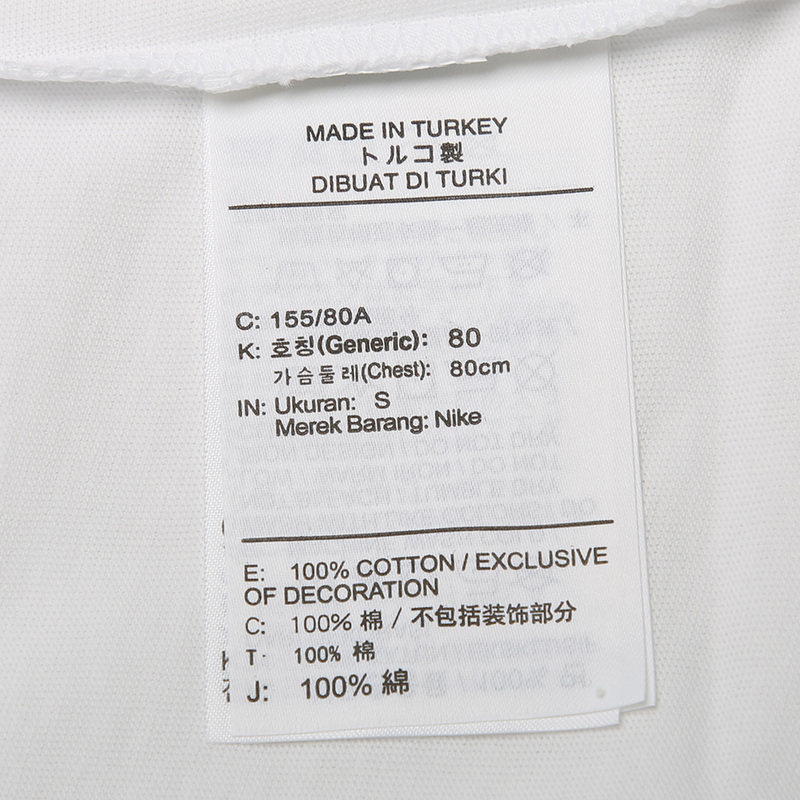 MADE IN TURKEY
トルコ製
DIBUAT DI TURKI
C: 155/80A
K: 호칭(Generic): 80
가슴둘레(Chest): 80cm
IN: Ukuran: S
Merek Barang: Nike
E: 100% COTTON / EXCLUSIVE
OF DECORATION
C: 100% 棉 / 不包括装饰部分
T· 100% 棉
J: 100% 綿